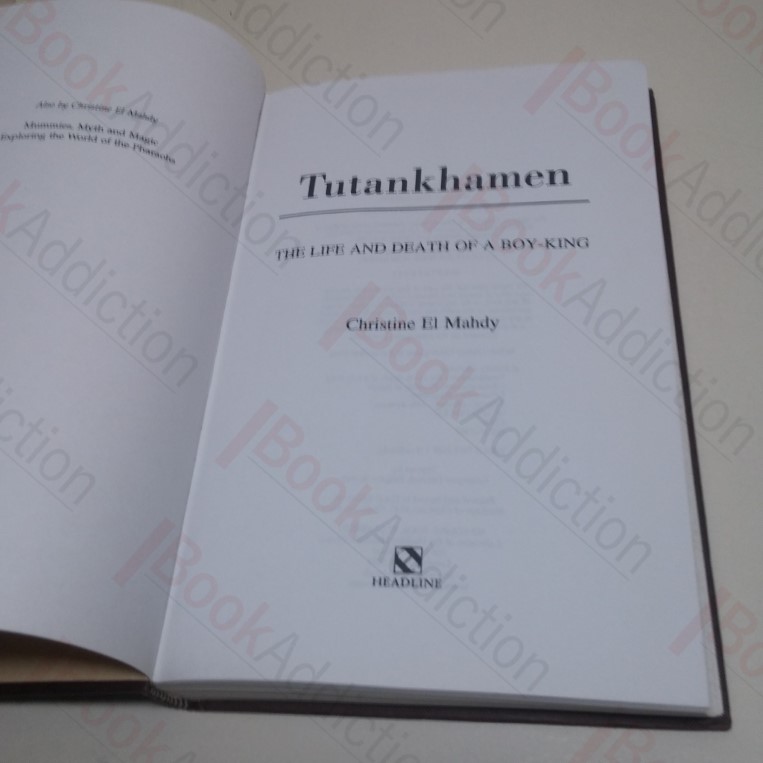 Also by Christine El Mahdy
Mummies, Myth and Magic
Exploring the World of the Pharaohs
Tutankhamen
THE LIFE AND DEATH OF A BOY-KING
Christine El Mahdy
HEADLINE
BookAddiction